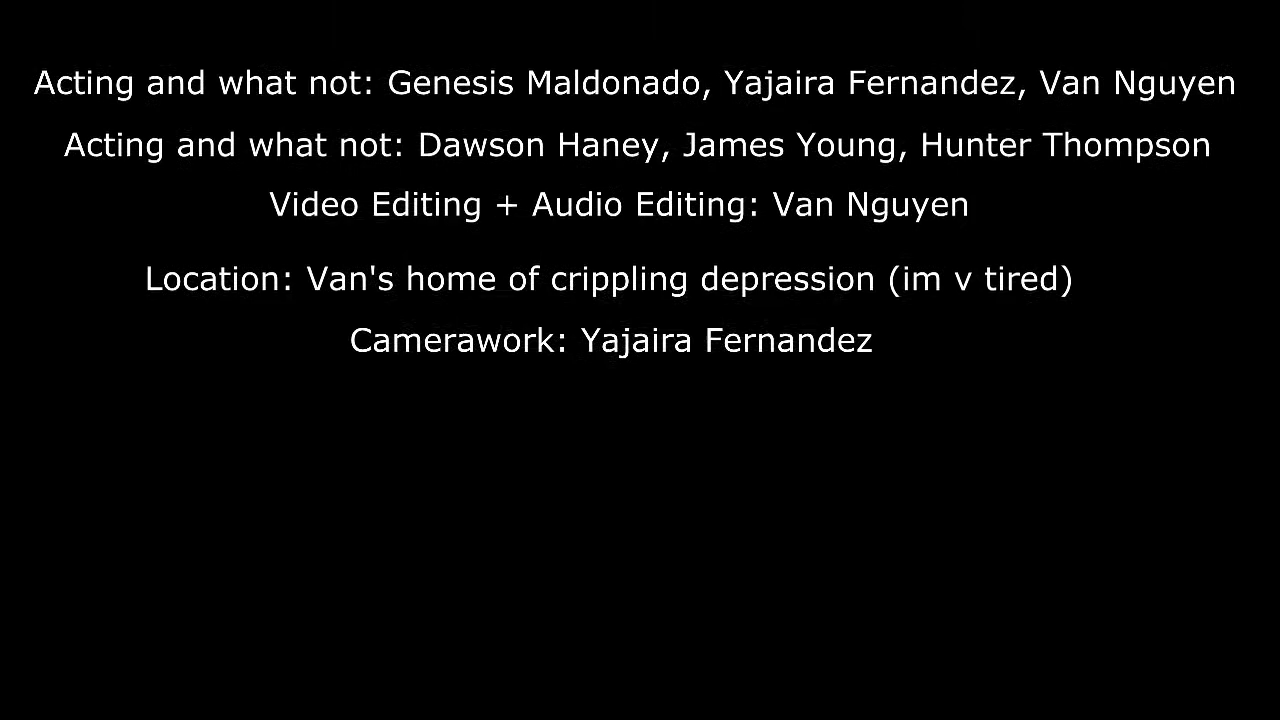 Acting and what not: Genesis Maldonado, Yajaira Fernandez, Van Nguyen
Acting and what not: Dawson Haney, James Young, Hunter Thompson
Video Editing + Audio Editing: Van Nguyen
Location: Van's home of crippling depression (im v tired)
Camerawork: Yajaira Fernandez